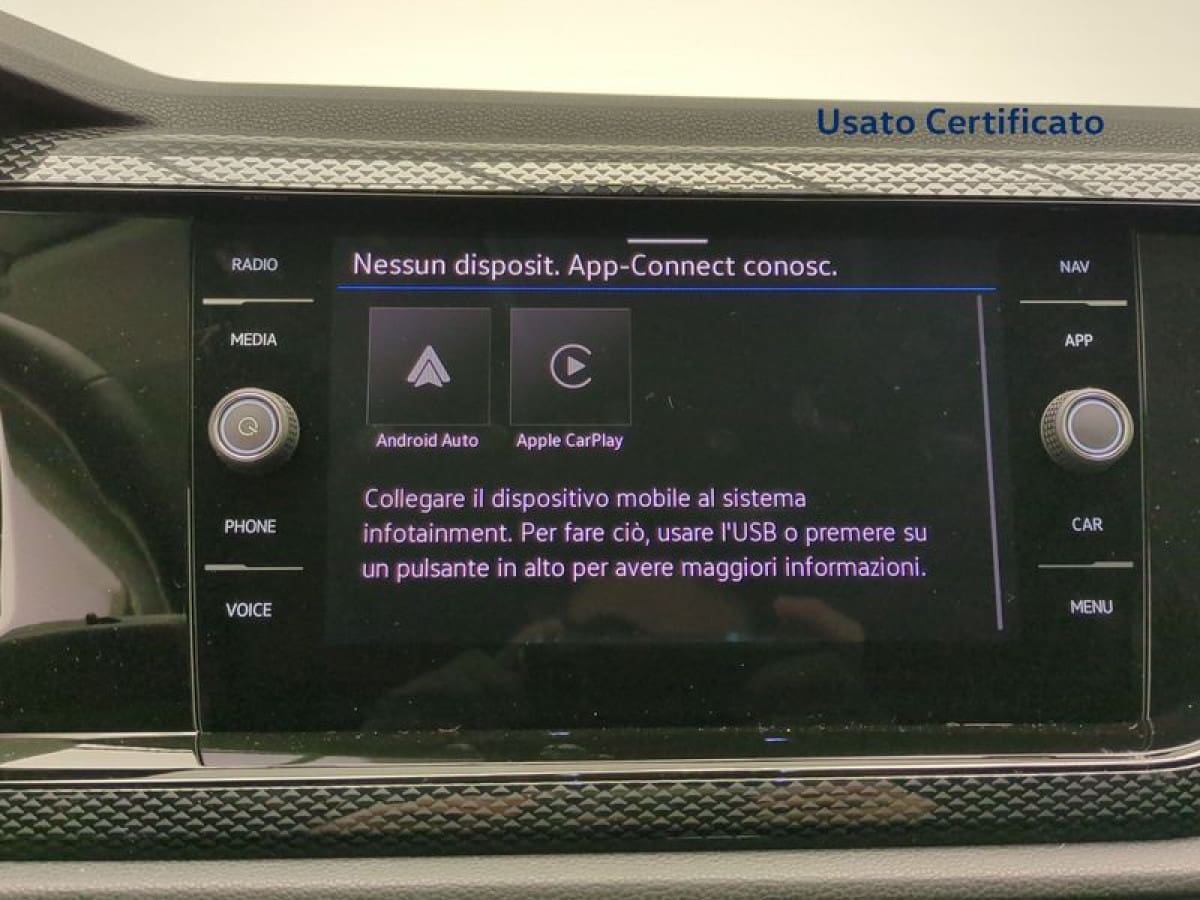 Usato Certificato
RADIO
MEDIA
PHONE
VOICE
Nessun disposit. App-Connect conosc.
Android Auto
Apple CarPlay
Collegare il dispositivo mobile al sistema
infotainment. Per fare ciò, usare l'USB o premere su
un pulsante in alto per avere maggiori informazioni.
NAV
APP
CAR
MENU